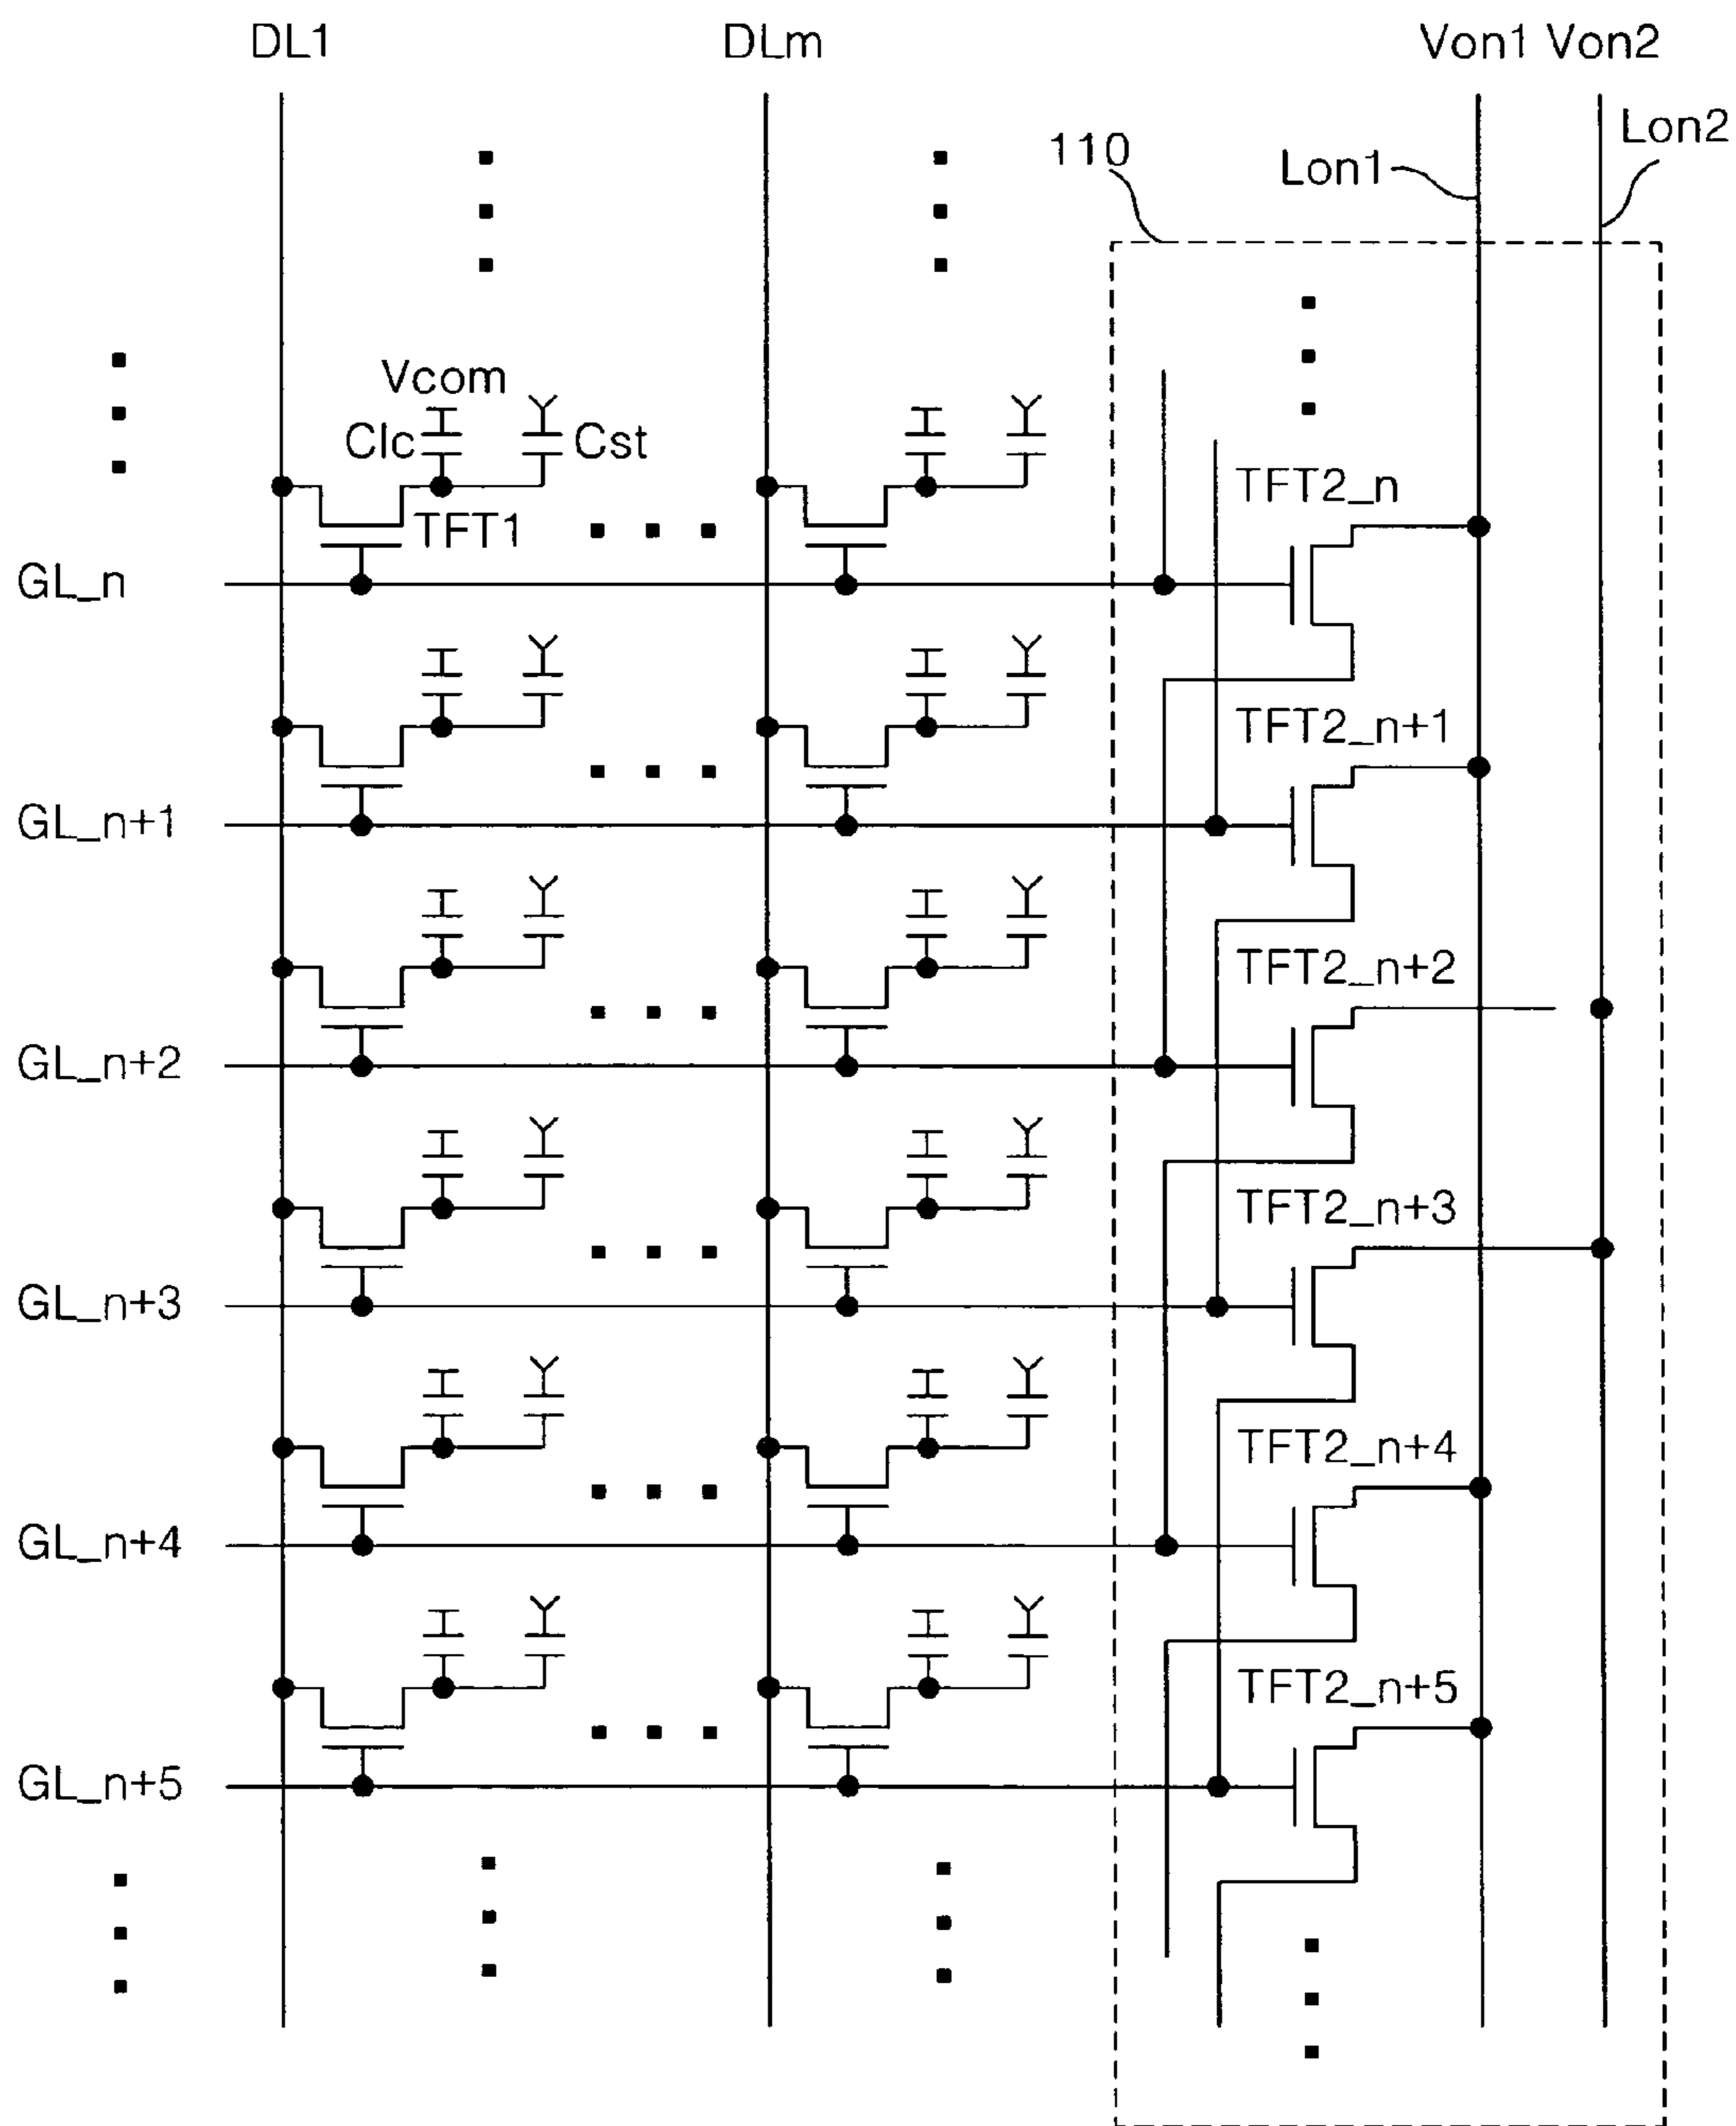 DL1 DLm Von1 Von2
Lon2
110 Lon1
Vcom
Clc Cst
TFT2_n
TFT1
GL_n
TFT2_n+1
GL_n+1
TFT2_n+2
GL_n+2
TFT2_n+3
GL_n+3
TFT2_n+4
GL_n+4
TFT2_n+5
GL_n+5